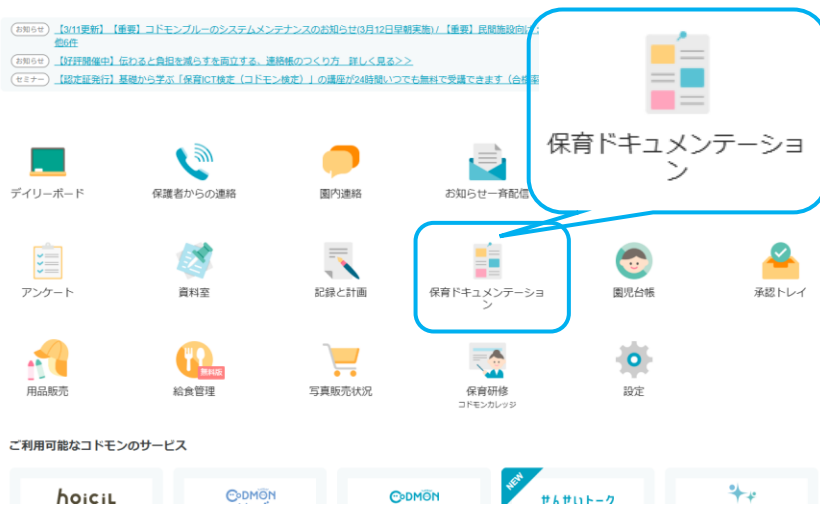 お知らせ 【3/11更新】【重要】コドモンブルーのシステムメンテナンスのお知らせ(3月12日早朝実施) / 【重要】民間施設向け
他6件
お知らせ 【好評開催中】伝わると負担を減らすを両立する、連絡帳のつくり方 詳しく見る>>
セミナー 【認定証発行】基礎から学ぶ「保育ICT検定（コドモン検定）」の講座が24時間いつでも無料で受講できます
保育ドキュメンテーショ
ン
デイリーボード 保護者からの連絡 園内連絡 お知らせ一斉配信
アンケート 資料室 記録と計画 保育ドキュメンテーショ 園児台帳 承認トレイ
ン
無料版
用品販売 給食管理 写真販売状況 保育研修 設定
コドモンカレッジ
ご利用可能なコドモンのサービス
hoiciL CoDMON CoDMON NEW せんせいトーク